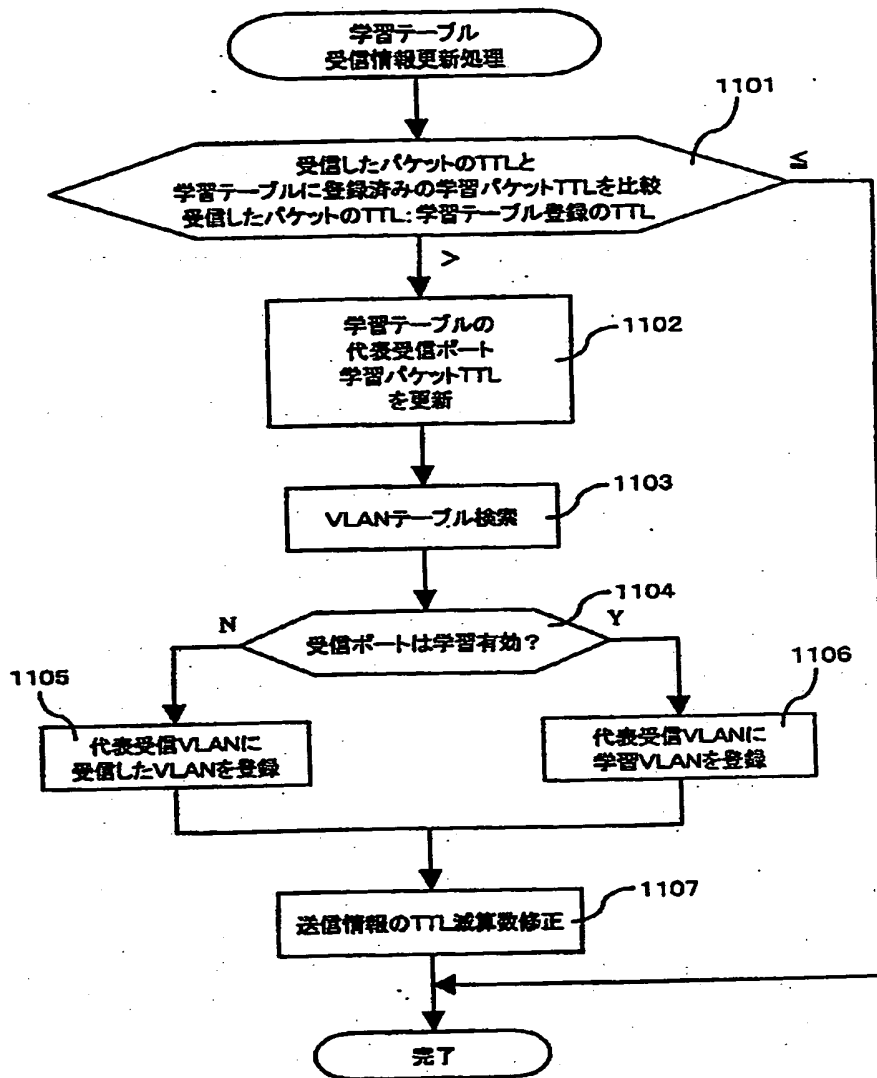 学習テーブル
受信情報更新処理
1101
受信したパケットのTTLと
学習テーブルに登録済みの学習パケットTTLを比較
受信したパケットのTTL:学習テーブル登録のTTL
≦
>
学習テーブルの
代表受信ポート
学習パケットTTL
を更新
1102
VLANテーブル検索
1103
受信ポートは学習有効?
1104
N
Y
1105
代表受信VLANに
受信したVLANを登録
1106
代表受信VLANに
学習VLANを登録
送信情報のTTL減算数修正
1107
完了